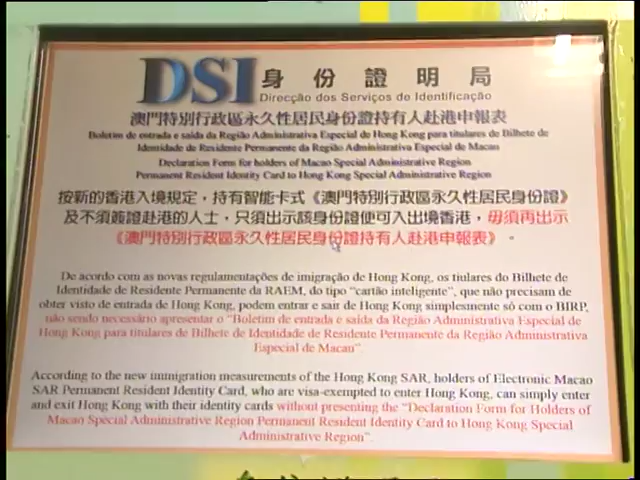 DSI 身份證明局
Direcção dos Serviços de Identificação
澳門特別行政區永久性居民身份證持有人赴港申報表
Boletim de entrada e saída da Região Administrativa Especial de Hong Kong para titulares de Bilhete de
Identidade de Residente Permanente da Região Administrativa Especial de Macau
Declaration Form for holders of Macao Special Administrative Region
Permanent Resident Identity Card to Hong Kong Special Administrative Region
按新的香港入境規定，持有智能卡式《澳門特別行政區永久性居民身份證》
及不須簽證赴港的人士，只須出示該身份證便可入出境香港，毋須再出示
《澳門特別行政區永久性居民身份證持有人赴港申報表》。
De acordo com as novas regulamentações de imigração de Hong Kong, os titulares do Bilhete de
Identidade de Residente Permanente da RAEM, do tipo “cartão inteligente”, que não precisam de
obter visto de entrada de Hong Kong, podem entrar e sair de Hong Kong simplesmente só com o BIRP,
não sendo necessário apresentar o “Boletim de entrada e saída da Região Administrativa Especial de
Hong Kong para titulares de Bilhete de Identidade de Residente Permanente da Região Administrativa
Especial de Macau”
According to the new immigration measurements of the Hong Kong SAR, holders of Electronic Macao
SAR Permanent Resident Identity Card, who are visa-exempted to enter Hong Kong, can simply enter
and exit Hong Kong with their identity cards without presenting the “Declaration Form for Holders of
Macao Special Administrative Region Permanent Resident Identity Card to Hong Kong Special
Administrative Region”.